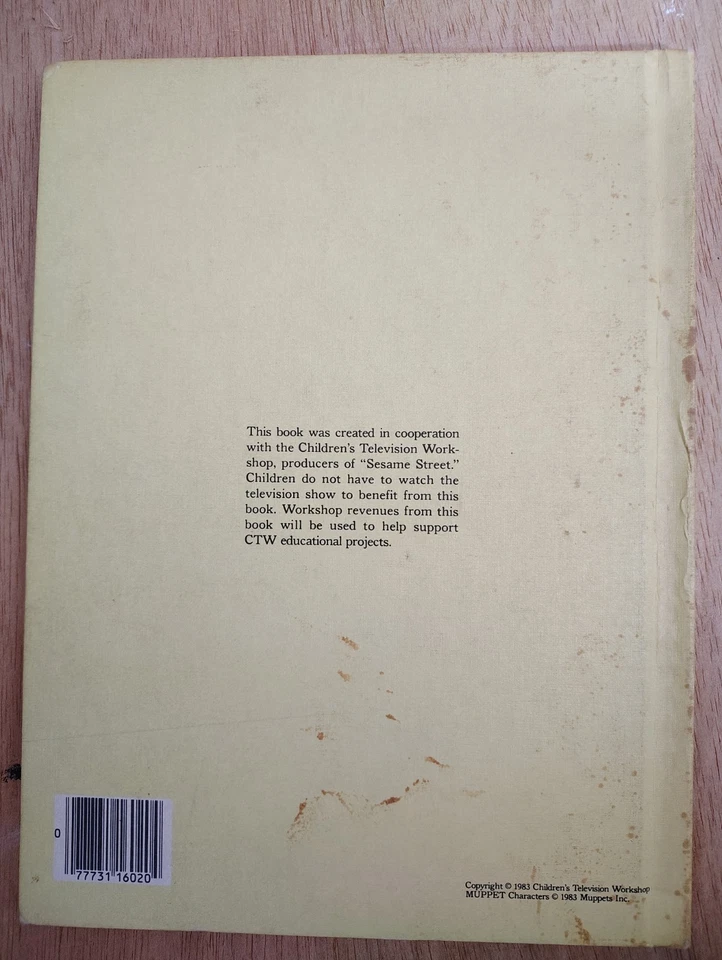 This book was created in cooperation
with the Children's Television Work-
shop, producers of “Sesame Street.”
Children do not have to watch the
television show to benefit from this
book. Workshop revenues from this
book will be used to help support
CTW educational projects.
0
77731 16020
Copyright © 1983 Children's Television Workshop
MUPPET Characters © 1983 Muppets Inc.